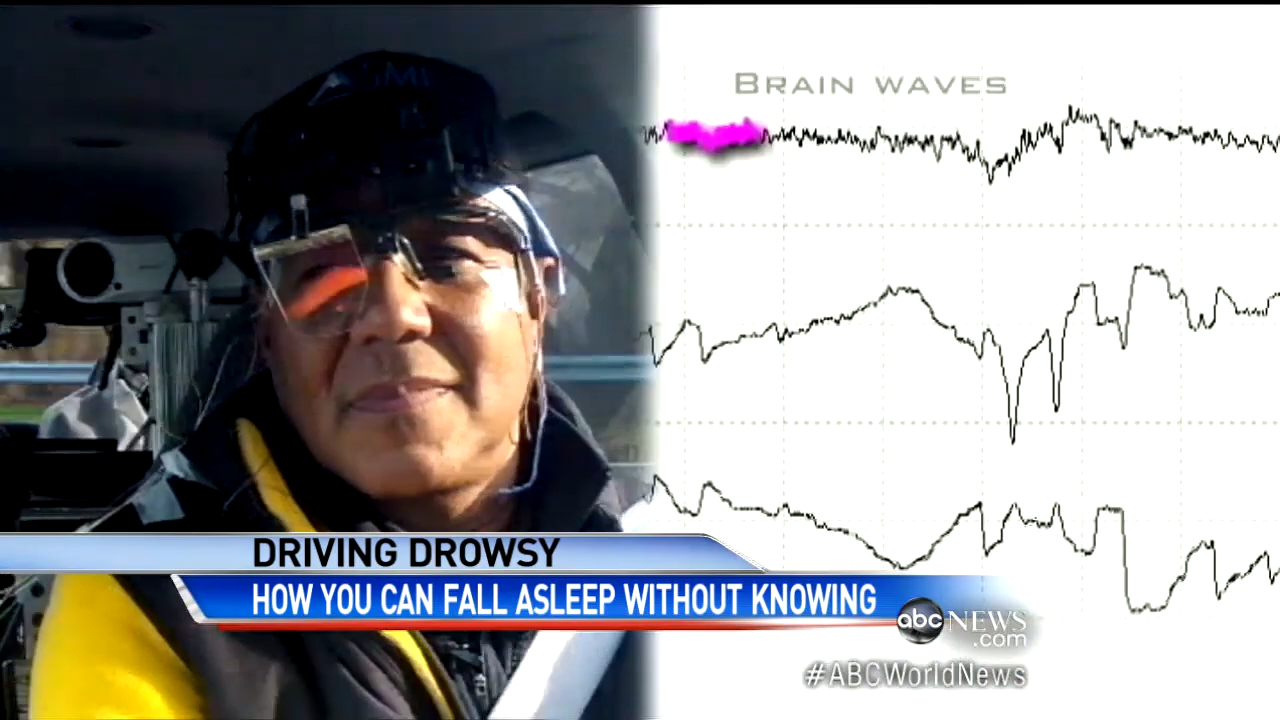 BRAIN WAVES
DRIVING DROWSY
HOW YOU CAN FALL ASLEEP WITHOUT KNOWING
abc NEWS
.com
#ABCWorldNews